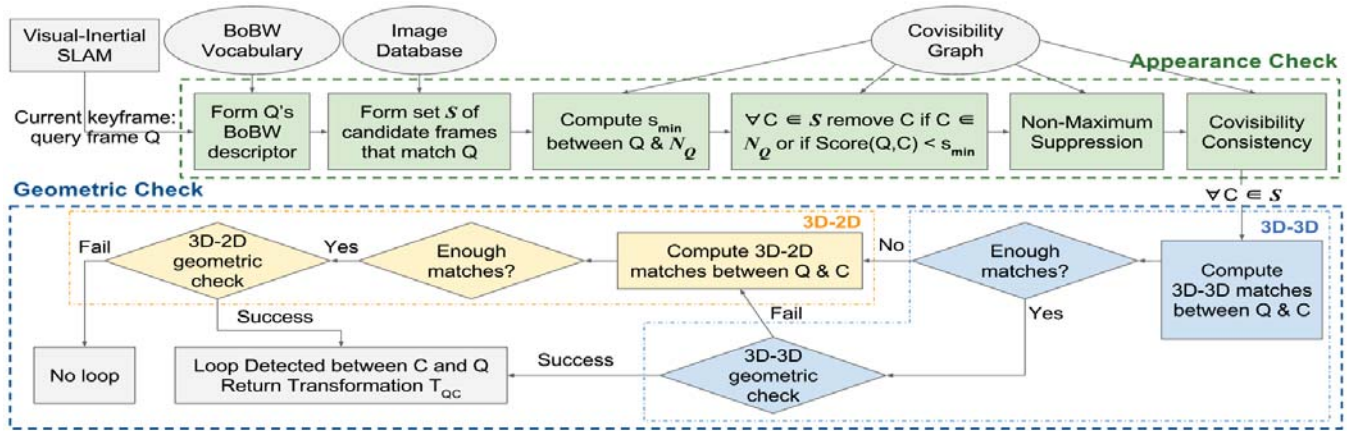 Visual-Inertial
SLAM
BoBW
Vocabulary
Image
Database
Covisibility
Graph
Appearance Check
Current keyframe:
query frame Q
Form Q's
BoBW
descriptor
Form set S of
candidate frames
that match Q
Compute s_min
between Q & N_Q
∀C ∈ S remove C if C ∈
N_Q or if Score(Q,C) < s_min
Non-Maximum
Suppression
Covisibility
Consistency
Geometric Check
∀C ∈ S
3D-2D
3D-3D
Fail
3D-2D
geometric
check
Yes
Enough
matches?
Compute 3D-2D
matches between Q & C
No
Enough
matches?
Compute
3D-3D matches
between Q & C
Success
Fail
Yes
No loop
Loop Detected between C and Q
Return Transformation T_QC
Success
3D-3D
geometric
check